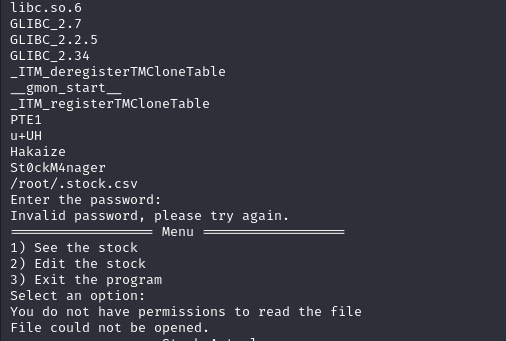 libc.so.6
GLIBC_2.7
GLIBC_2.2.5
GLIBC_2.34
_ITM_deregisterTMCloneTable
__gmon_start__
_ITM_registerTMCloneTable
PTE1
u+UH
Hakaize
St0ckM4nager
/root/.stock.csv
Enter the password:
Invalid password, please try again.
================== Menu ==================
1) See the stock
2) Edit the stock
3) Exit the program
Select an option:
You do not have permissions to read the file
File could not be opened.